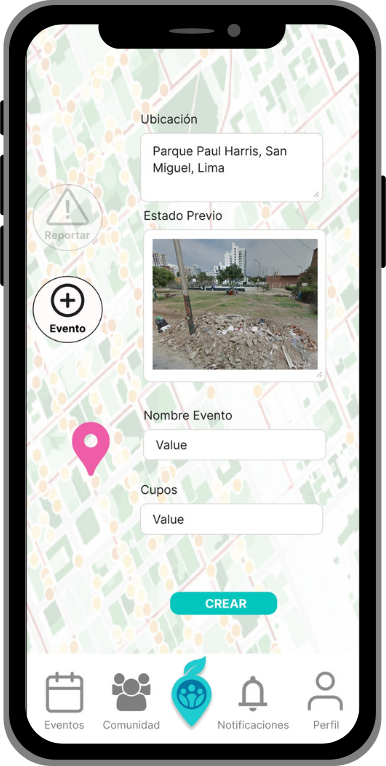 Ubicación
Parque Paul Harris, San
Miguel, Lima
Reportar
Estado Previo
Evento
Nombre Evento
Value
Cupos
Value
CREAR
Eventos
Comunidad
Notificaciones
Perfil